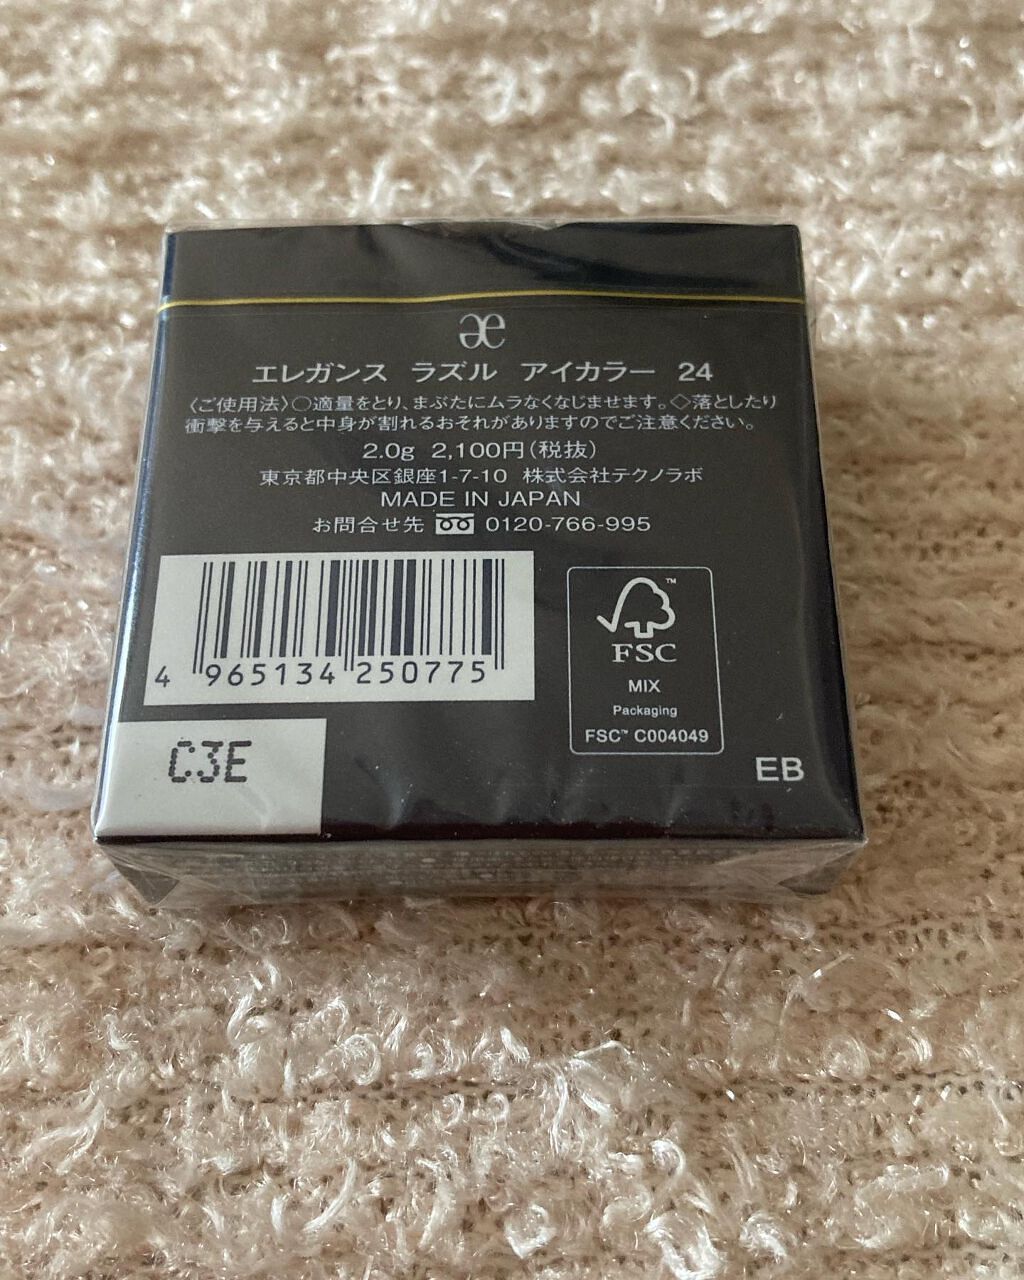 æ
エレガンス ラズル アイカラー 24
〈ご使用法〉○適量をとり、まぶたにムラなくなじませます。◇落としたり
衝撃を与えると中身が割れるおそれがありますのでご注意ください。
2.0g 2,100円(税抜)
東京都中央区銀座1-7-10 株式会社テクノラボ
MADE IN JAPAN
お問合せ先 0120-766-995
4 965134 250775
C3E
™
FSC
MIX
Packaging
FSC™ C004049
EB